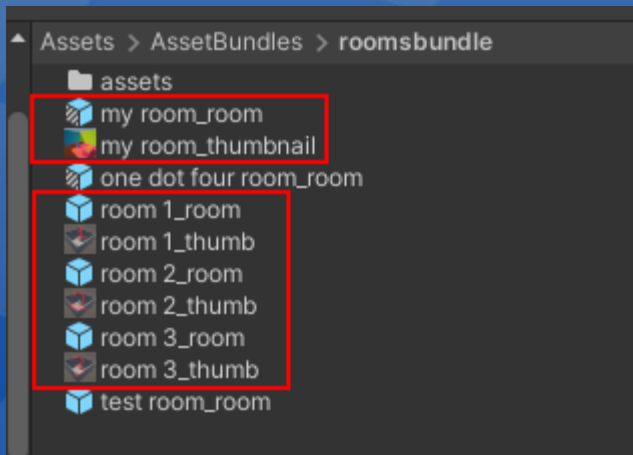 Assets > AssetBundles > roomsbundle
assets
my room_room
my room_thumbnail
one dot four room_room
room 1_room
room 1_thumb
room 2_room
room 2_thumb
room 3_room
room 3_thumb
test room_room